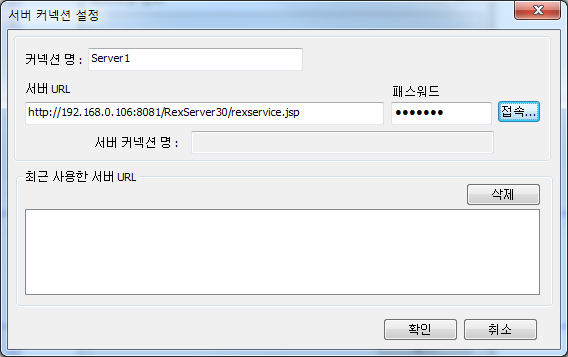 서버 커넥션 설정
커넥션 명 : Server1
서버 URL 패스워드
http://192.168.0.106:8081/RexServer30/rexservice.jsp ●●●●●●● 접속...
서버 커넥션 명 :
최근 사용한 서버 URL
삭제
확인 취소